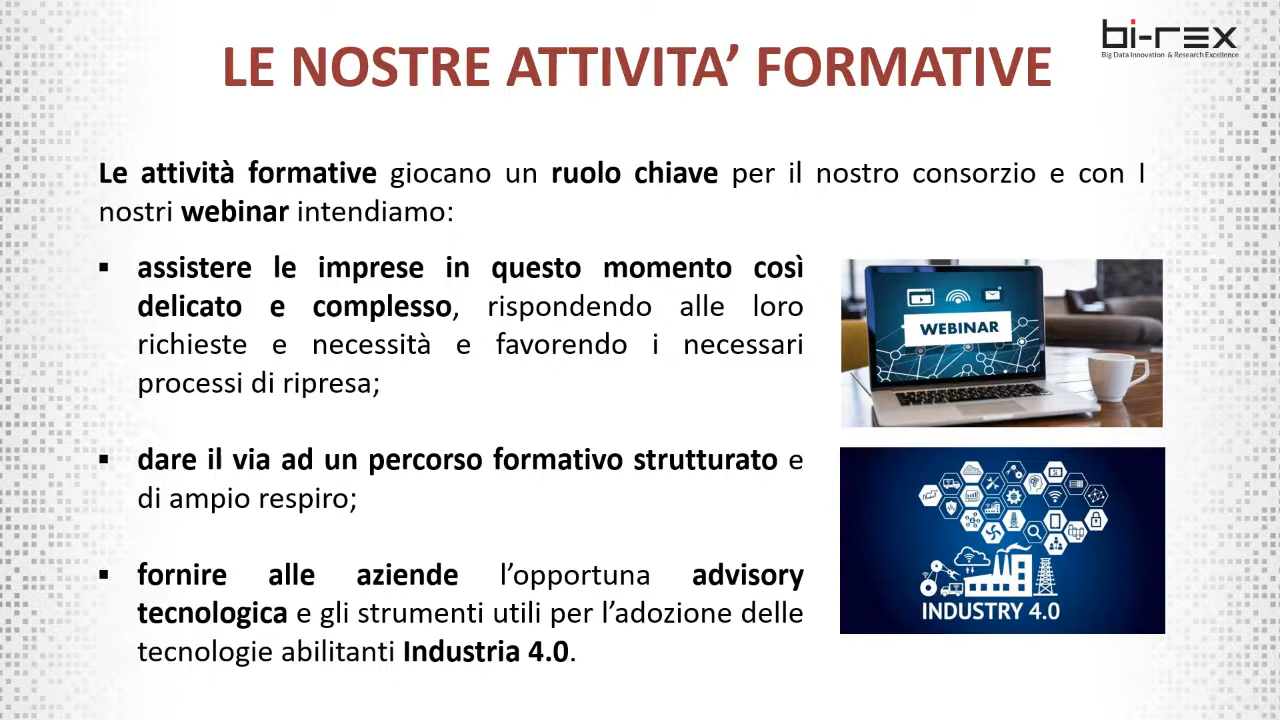 bi-rex
Big Data Innovation & Research Excellence
LE NOSTRE ATTIVITA’ FORMATIVE
Le attività formative giocano un ruolo chiave per il nostro consorzio e con I
nostri webinar intendiamo:
▪ assistere le imprese in questo momento così
delicato e complesso, rispondendo alle loro
richieste e necessità e favorendo i necessari
processi di ripresa;
▪ dare il via ad un percorso formativo strutturato e
di ampio respiro;
▪ fornire alle aziende l’opportuna advisory
tecnologica e gli strumenti utili per l’adozione delle
tecnologie abilitanti Industria 4.0.
WEBINAR
INDUSTRY 4.0